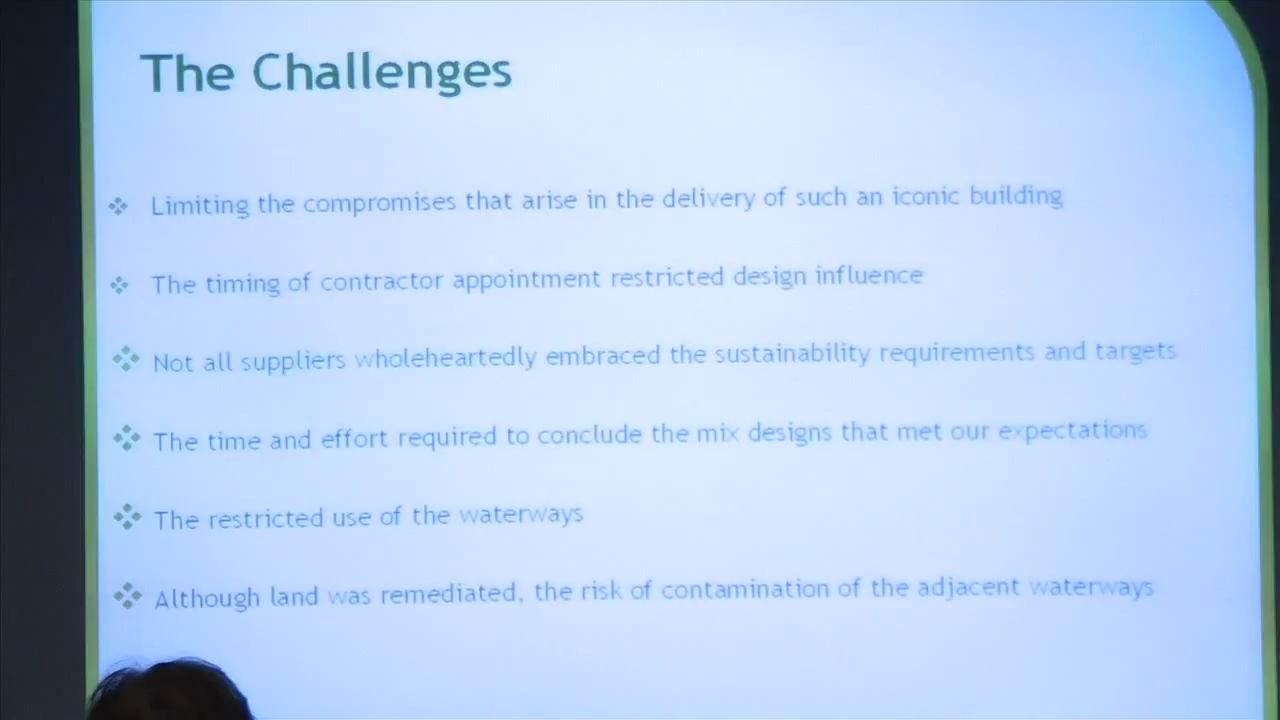 The Challenges
Limiting the compromises that arise in the delivery of such an iconic building
The timing of contractor appointment restricted design influence
Not all suppliers wholeheartedly embraced the sustainability requirements and targets
The time and effort required to conclude the mix designs that met our expectations
The restricted use of the waterways
Although land was remediated, the risk of contamination of the adjacent waterways